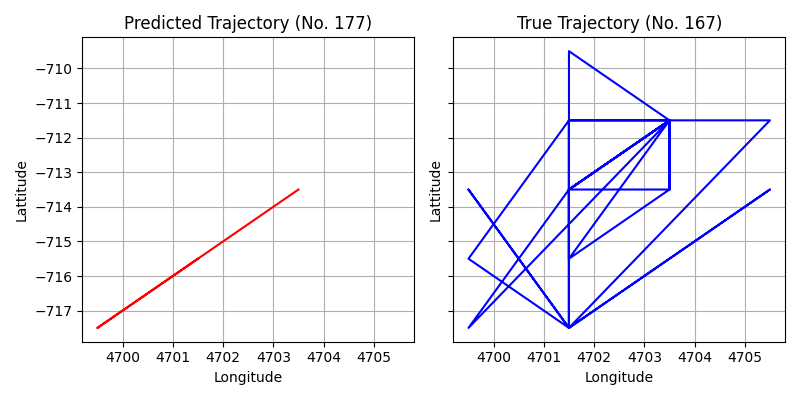 Predicted Trajectory (No. 177)
True Trajectory (No. 167)
−710
−711
−712
−713
−714
−715
−716
−717
Lattitude
Lattitude
4700 4701 4702 4703 4704 4705
4700 4701 4702 4703 4704 4705
Longitude
Longitude